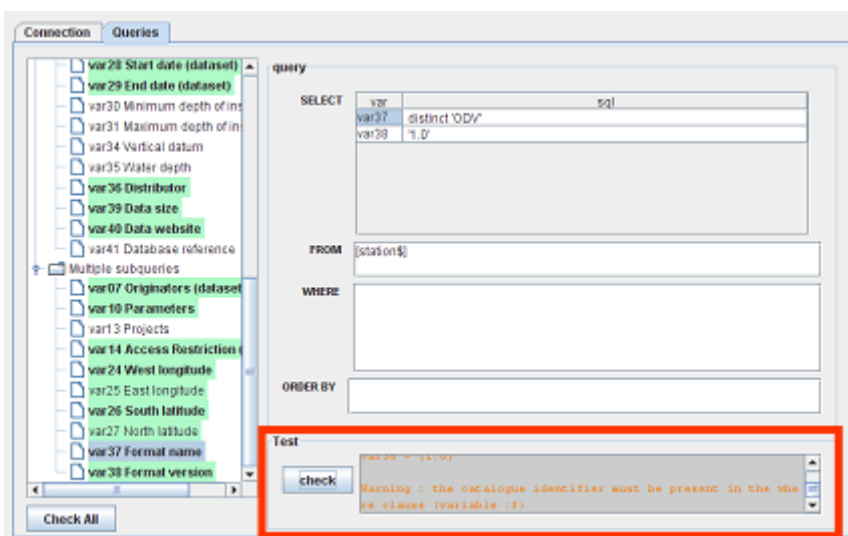 Connection Queries
var28 Start date (dataset)
var29 End date (dataset)
var30 Minimum depth of ins
var31 Maximum depth of in
var34 Vertical datum
var35 Water depth
var36 Distributor
var39 Data size
var40 Data website
var41 Database reference
Multiple subqueries
var07 Originators (dataset
var10 Parameters
var13 Projects
var14 Access Restriction
var24 West longitude
var25 East longitude
var26 South latitude
var27 North latitude
var37 Format name
var38 Format version
Check All
query
SELECT
var sql
var37 distinct 'ODV'
var38 '1.0'
FROM [station$]
WHERE
ORDER BY
Test
check
var38 = [1.0]
Warning : the catalogue identifier must be present in the whe
re clause (variable :$)